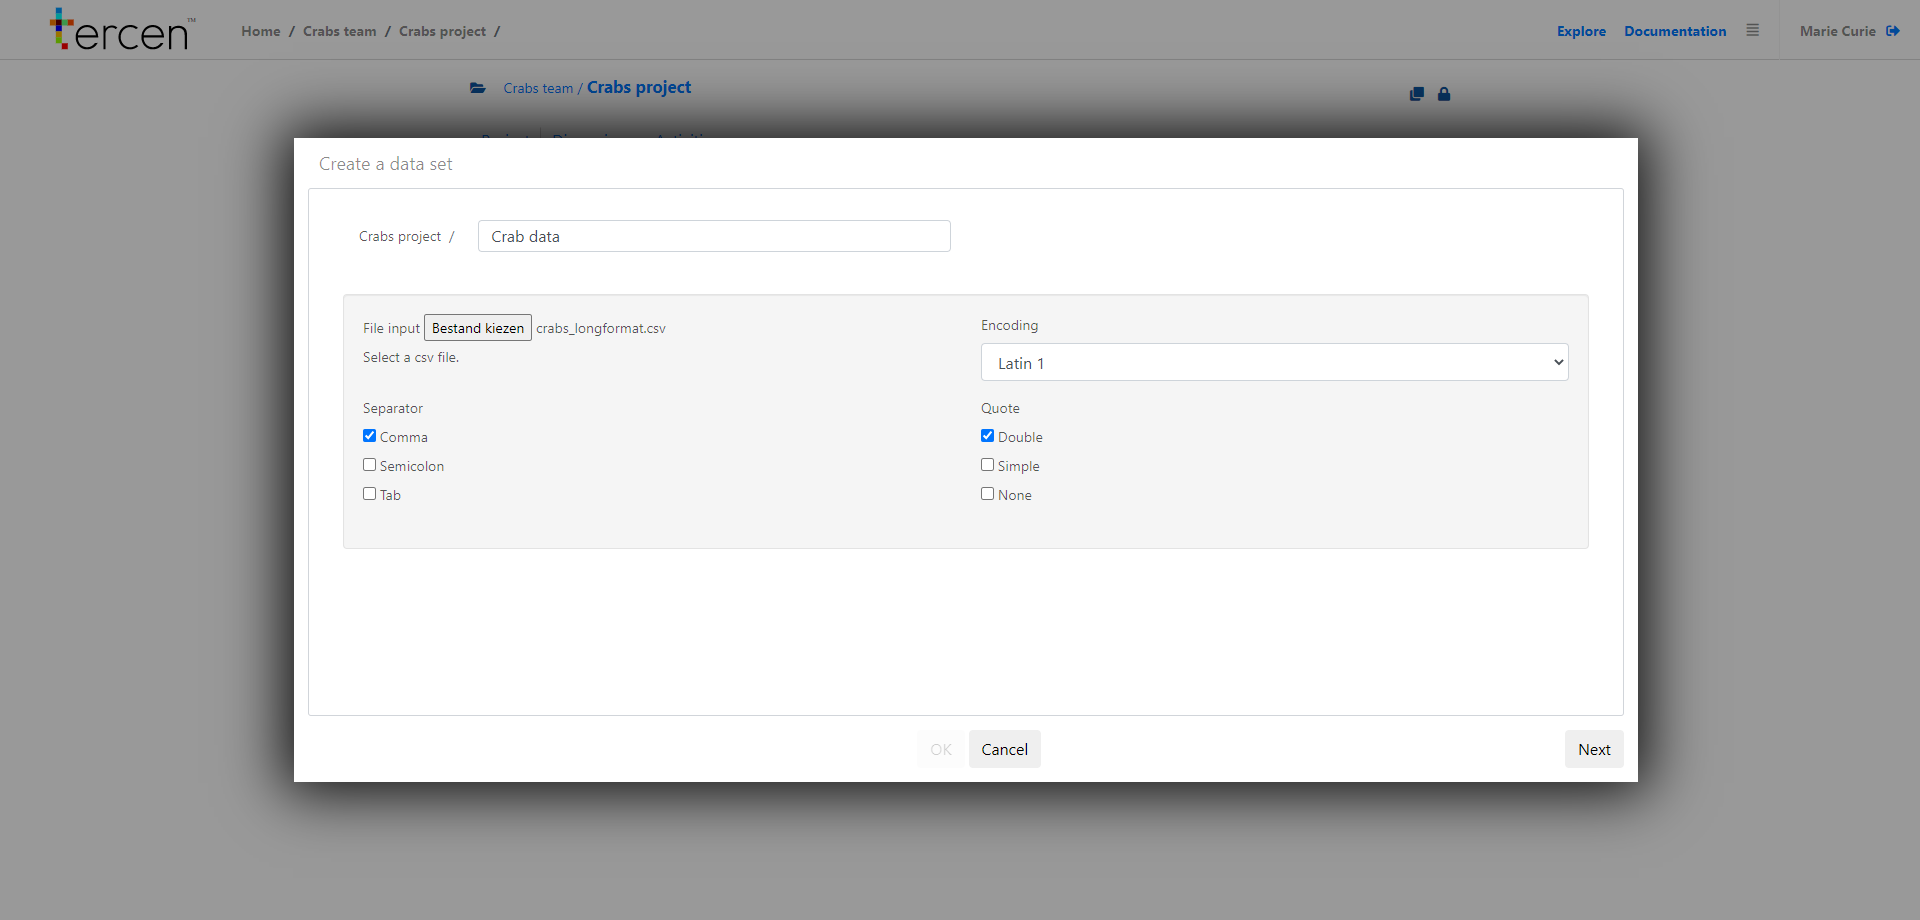 tercen™
Home / Crabs team / Crabs project /
Explore Documentation
Marie Curie
Crabs team / Crabs project
Create a data set
Crabs project / Crab data
File input Bestand kiezen crabs_longformat.csv
Select a csv file.
Encoding
Latin 1
Separator
Comma
Semicolon
Tab
Quote
Double
Simple
None
OK Cancel
Next